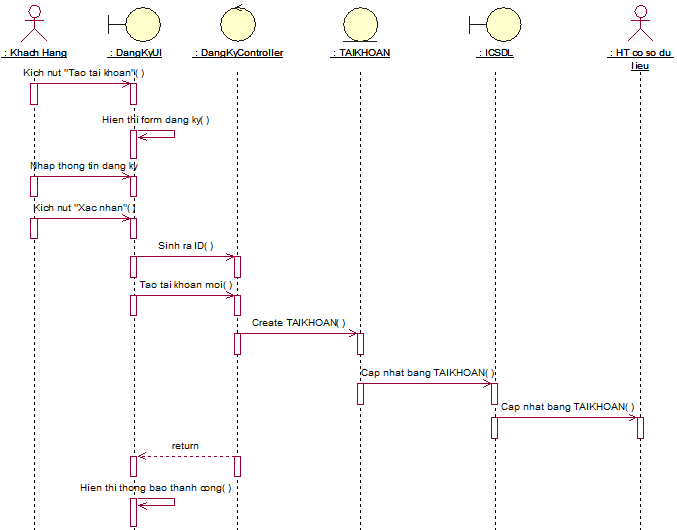 : Khach Hang
: DangKyUI
: DangKyController
: TAIKHOAN
: ICSDL
: HT co so du
lieu
Kich nut "Tao tai khoan"( )
Hien thi form dang ky( )
Nhap thong tin dang ky
Kich nut "Xac nhan"( )
Sinh ra ID( )
Tao tai khoan moi( )
Create TAIKHOAN( )
Cap nhat bang TAIKHOAN( )
Cap nhat bang TAIKHOAN( )
return
Hien thi thong bao thanh cong( )